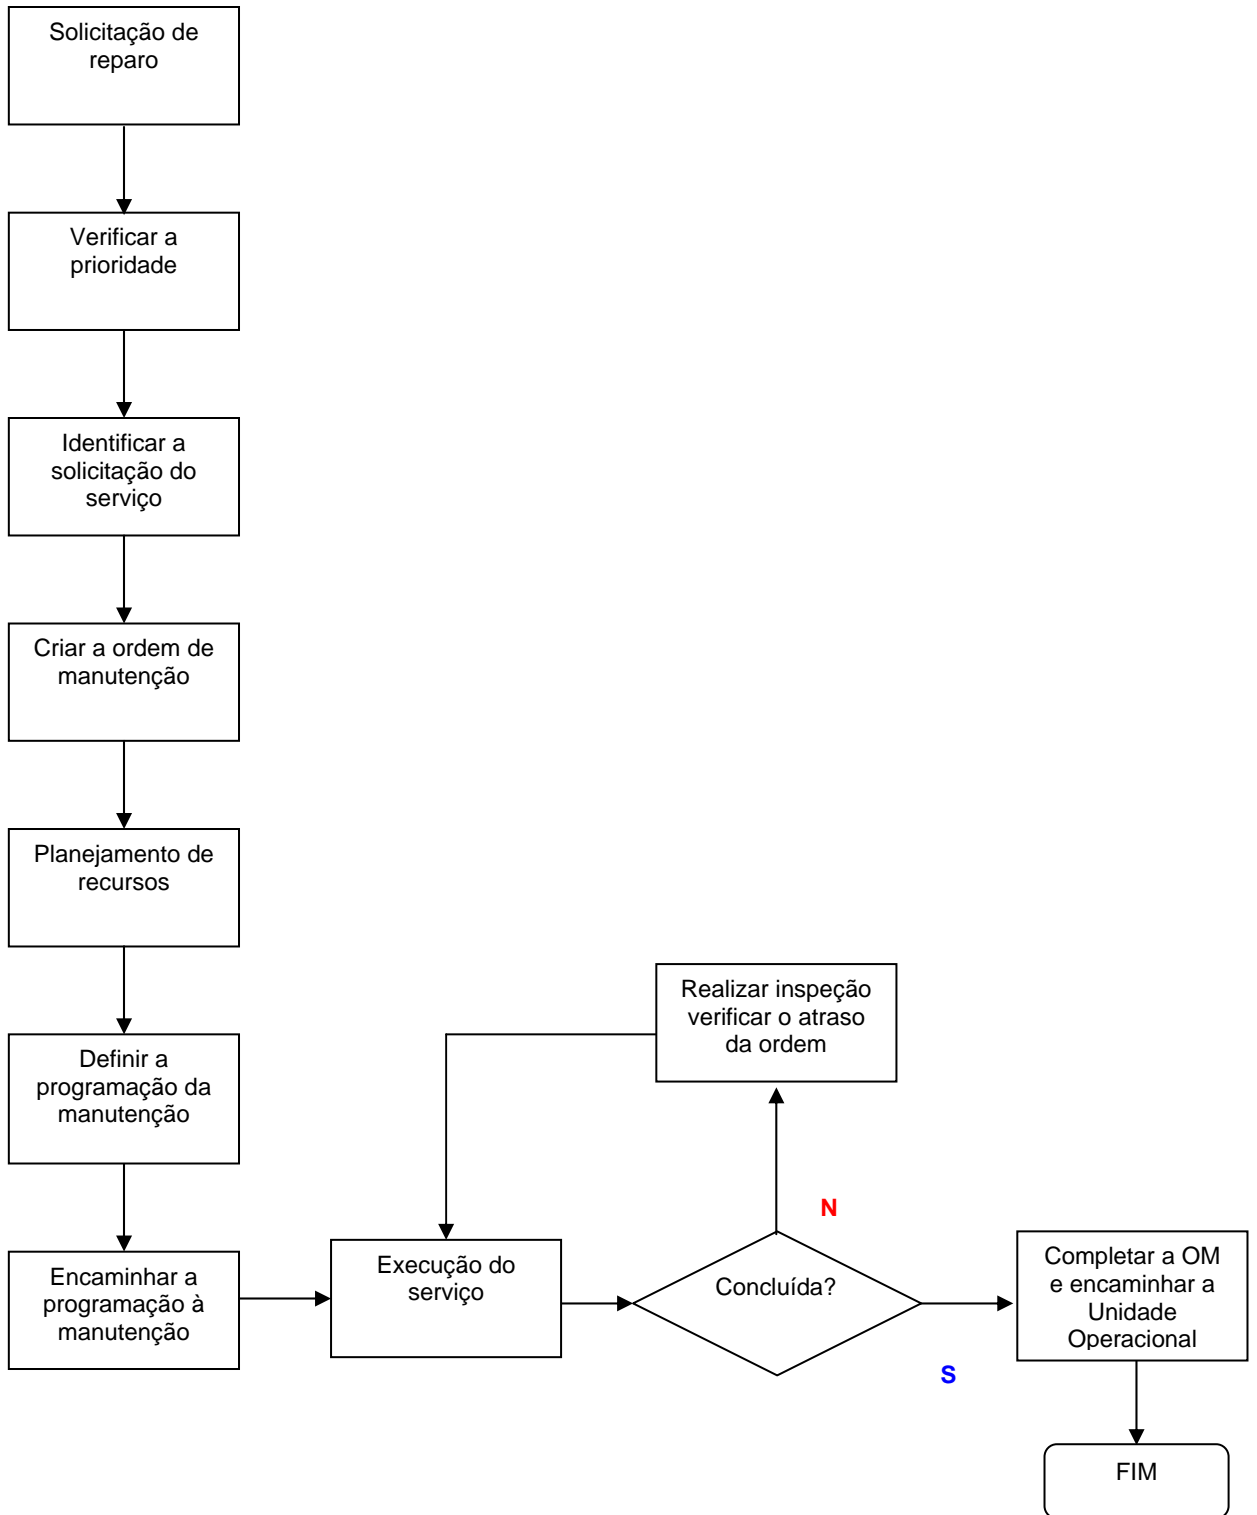 Solicitação de
reparo
Verificar a
prioridade
Identificar a
solicitação do
serviço
Criar a ordem de
manutenção
Planejamento de
recursos
Definir a
programação da
manutenção
Encaminhar a
programação à
manutenção
Execução do
serviço
Realizar inspeção
verificar o atraso
da ordem
N
Concluída?
S
Completar a OM
e encaminhar a
Unidade
Operacional
FIM